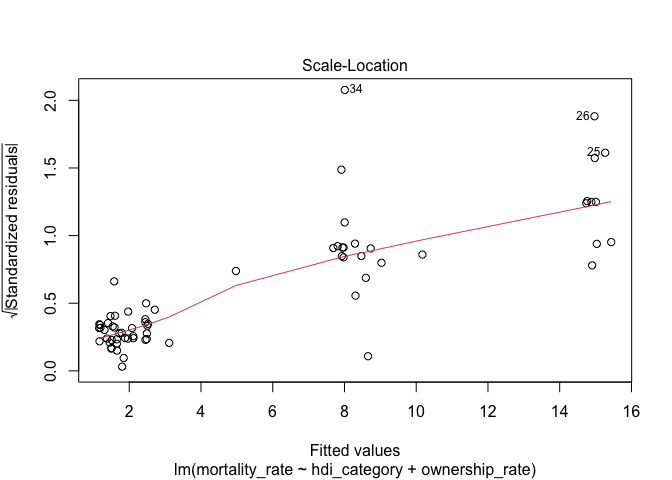 Scale-Location
√|Standardized residuals|
2.0
1.5
1.0
0.5
0.0
34
26
25
2 4 6 8 10 12 14 16
Fitted values
lm(mortality_rate ~ hdi_category + ownership_rate)